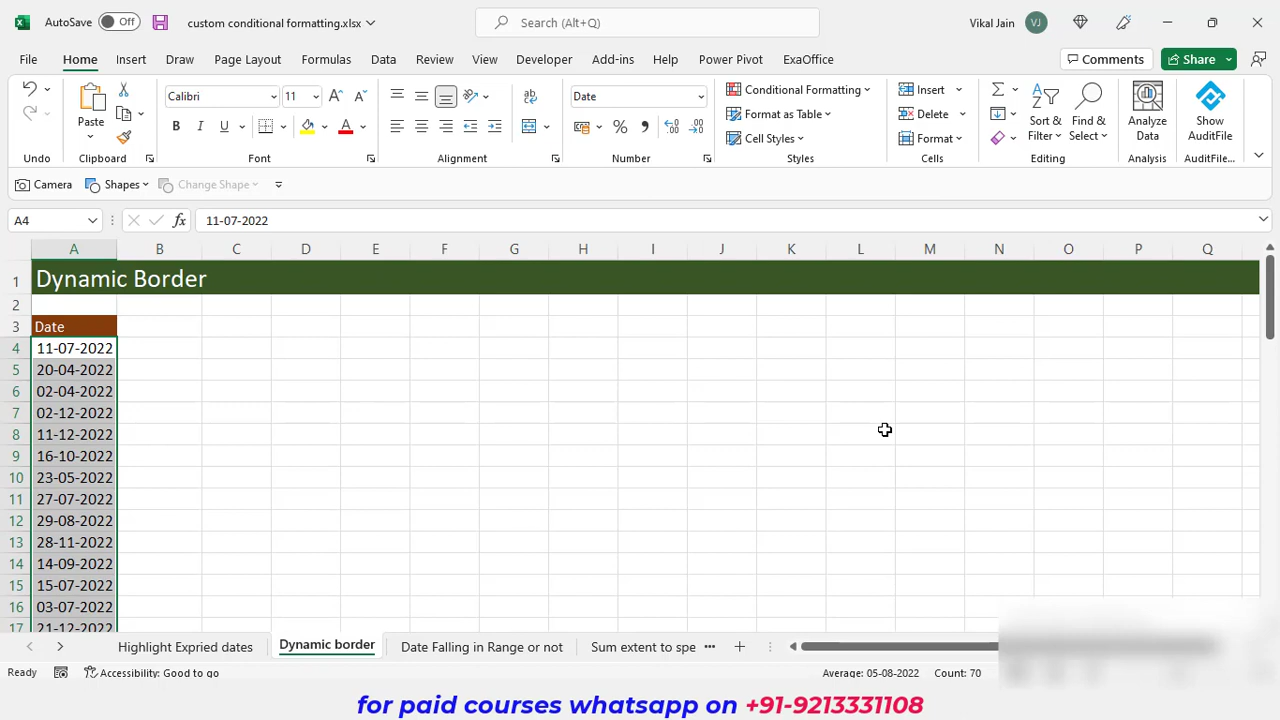 AutoSave Off custom conditional formatting.xlsx Search (Alt+Q) Vikal Jain VJ
File Home Insert Draw Page Layout Formulas Data Review View Developer Add-ins Help Power Pivot ExaOffice Comments Share
Undo
Paste
Clipboard
Calibri 11
B I U
Font
Alignment
Date
Number
Conditional Formatting
Format as Table
Cell Styles
Styles
Insert
Delete
Format
Cells
Sort & Filter
Find & Select
Editing
Analyze Data
Analysis
Show AuditFile
AuditFile...
Camera Shapes Change Shape
A4 fx 11-07-2022
A B C D E F G H I J K L M N O P Q
1 Dynamic Border
2
3 Date
4 11-07-2022
5 20-04-2022
6 02-04-2022
7 02-12-2022
8 11-12-2022
9 16-10-2022
10 23-05-2022
11 27-07-2022
12 29-08-2022
13 28-11-2022
14 14-09-2022
15 15-07-2022
16 03-07-2022
17 21-12-2022
Highlight Expried dates Dynamic border Date Falling in Range or not Sum extent to spe ...
Ready Accessibility: Good to go Average: 05-08-2022 Count: 70
for paid courses whatsapp on +91-9213331108